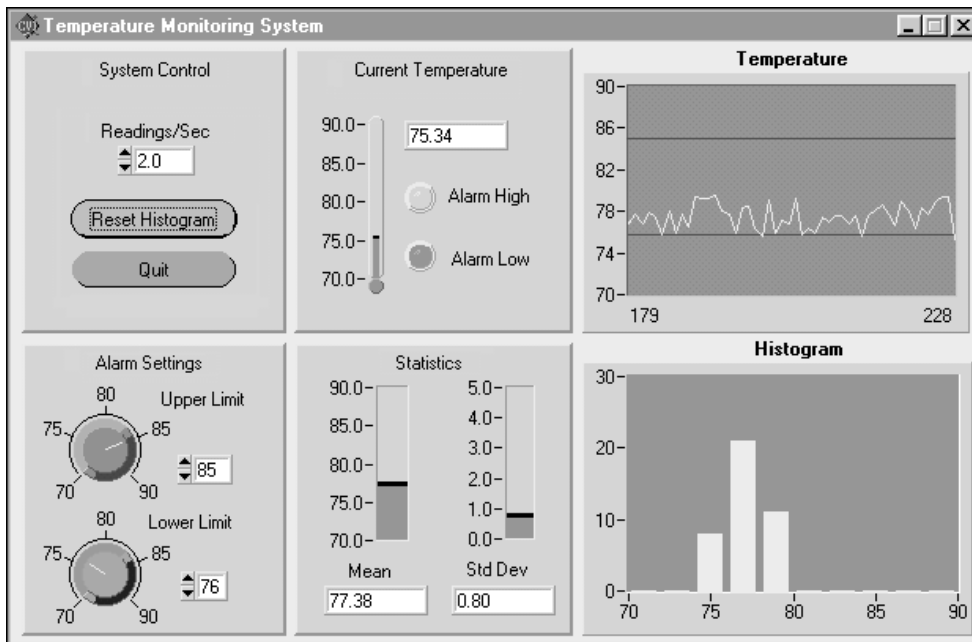 CVI Temperature Monitoring System
System Control
Readings/Sec
2.0
Reset Histogram
Quit
Current Temperature
90.0
85.0
80.0
75.0
70.0
75.34
Alarm High
Alarm Low
Temperature
90
86
82
78
74
70
179 228
Alarm Settings
Upper Limit
80
75 85
70 90
85
Lower Limit
80
75 85
70 90
76
Statistics
90.0
85.0
80.0
75.0
70.0
Mean
77.38
5.0
4.0
3.0
2.0
1.0
0.0
Std Dev
0.80
Histogram
30
20
10
0
70 75 80 85 90